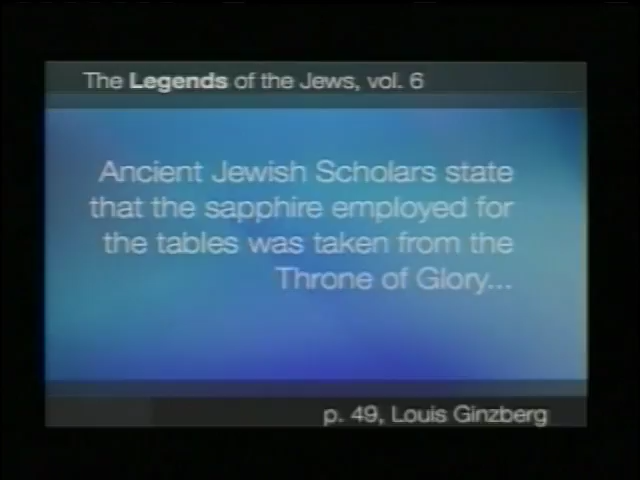 The Legends of the Jews, vol. 6
Ancient Jewish Scholars state
that the sapphire employed for
the tables was taken from the
Throne of Glory...
p. 49, Louis Ginzberg